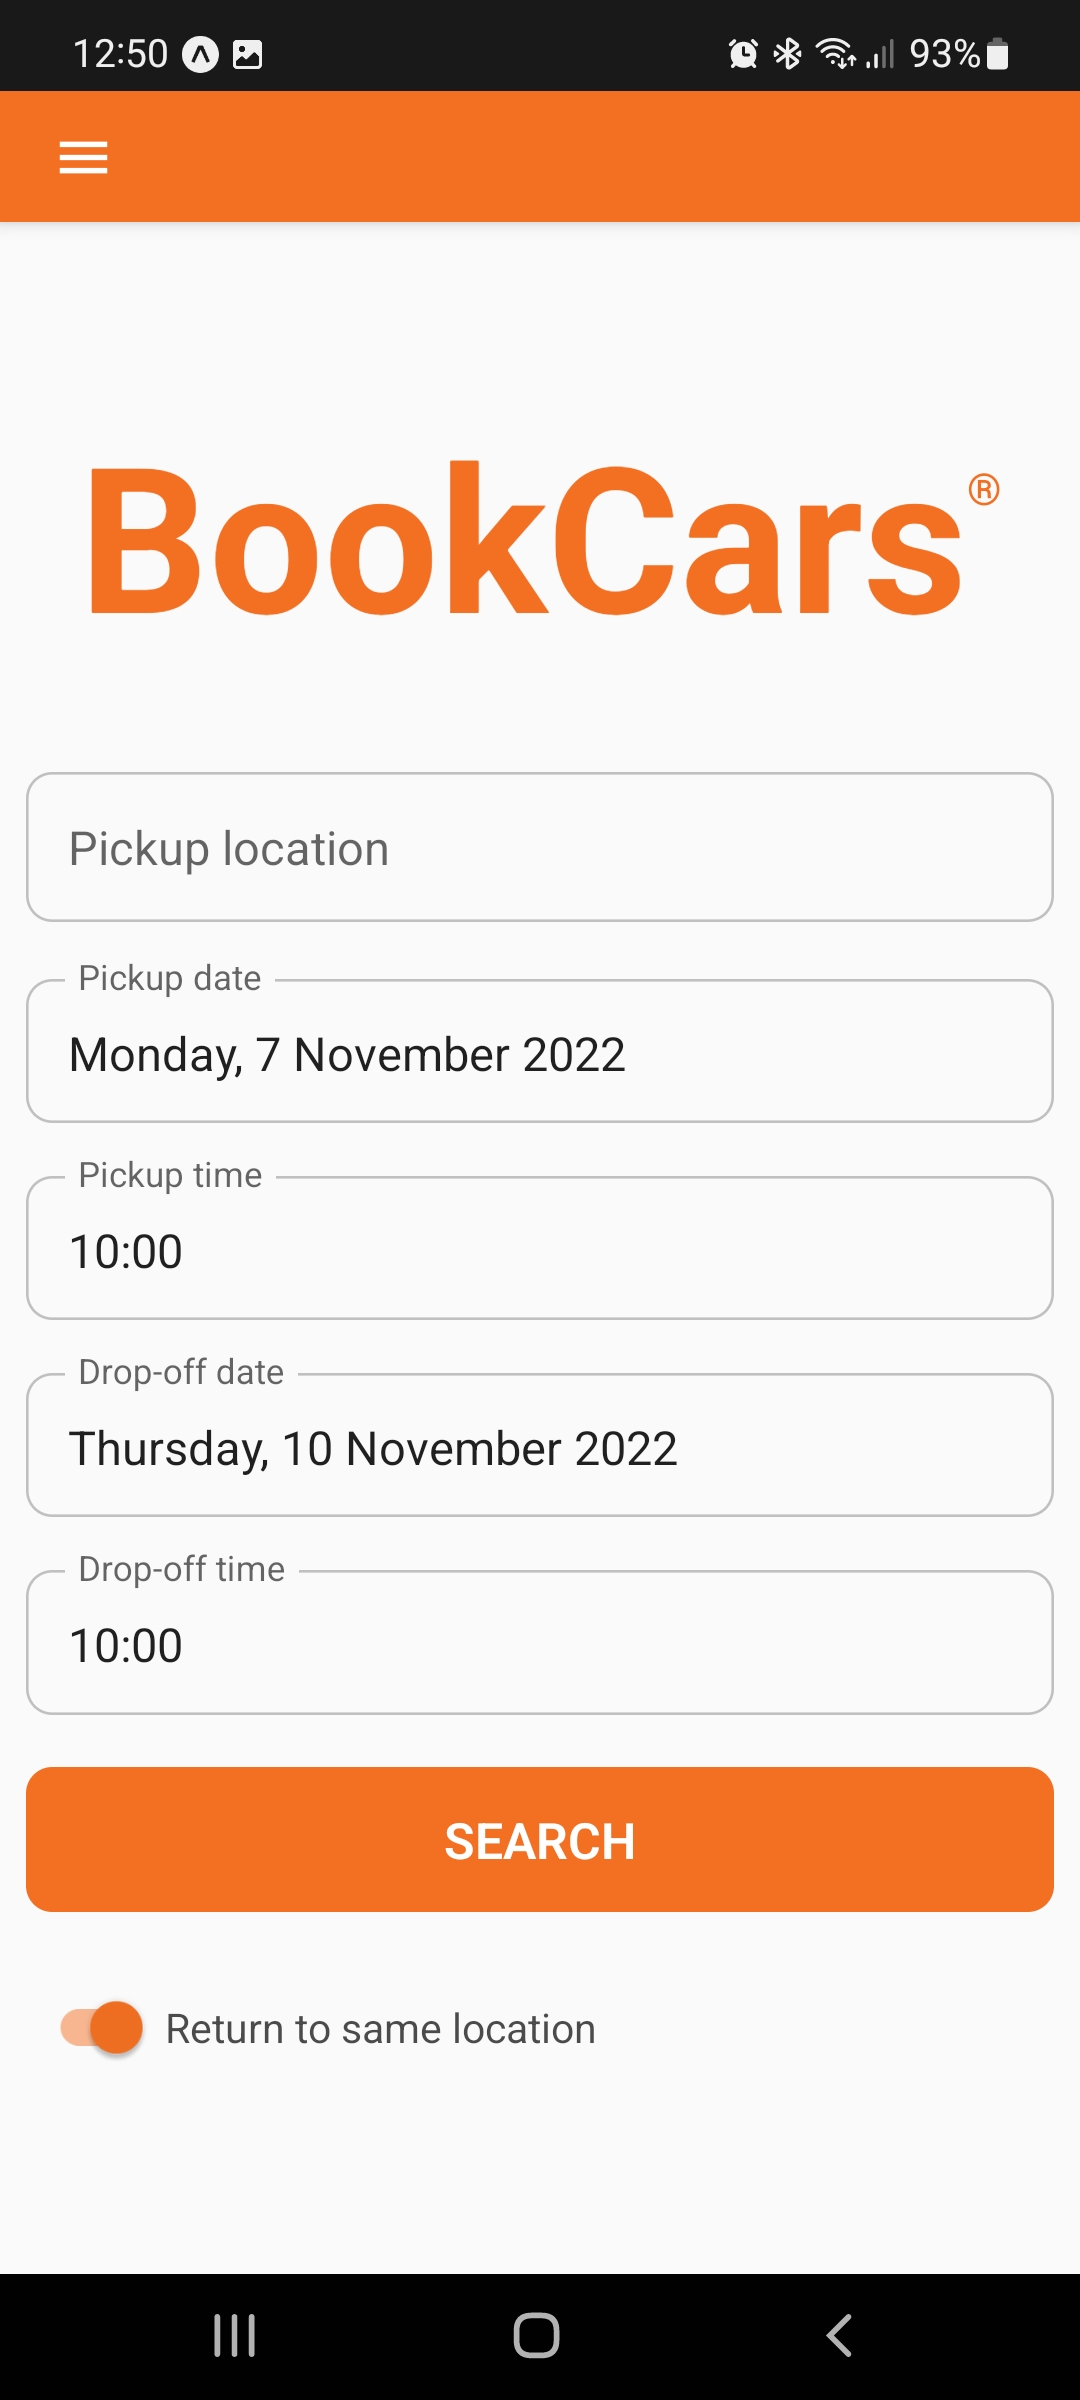 12:50 93%
BookCars®
Pickup location
Pickup date
Monday, 7 November 2022
Pickup time
10:00
Drop-off date
Thursday, 10 November 2022
Drop-off time
10:00
SEARCH
Return to same location